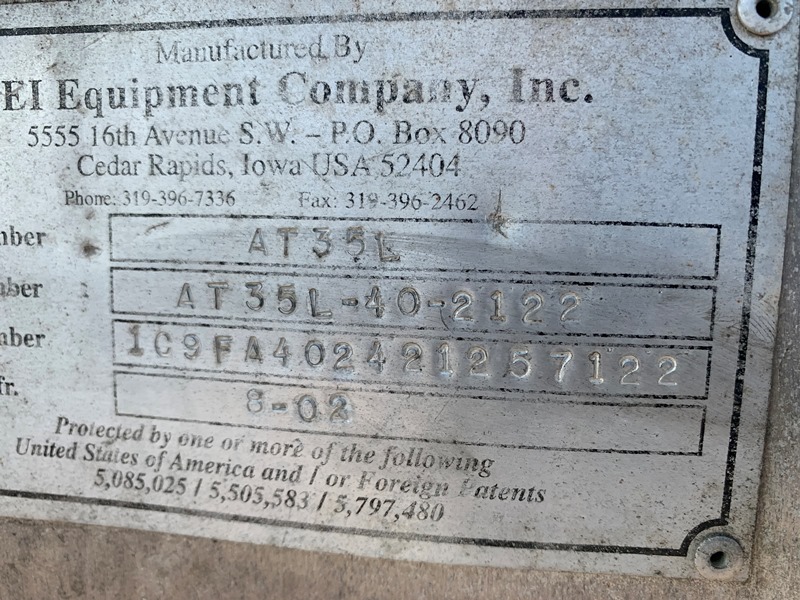 Manufactured By
EI Equipment Company, Inc.
5555 16th Avenue S.W. – P.O. Box 8090
Cedar Rapids, Iowa USA 52404
Phone: 319-396-7336 Fax: 319-396-2462
mber AT35L
mber AT35L-40-2122
mber 1C9FA402421257122
fr. 8-02
Protected by one or more of the following
United States of America and / or Foreign Patents
5,085,025 / 5,505,583 / 5,797,480